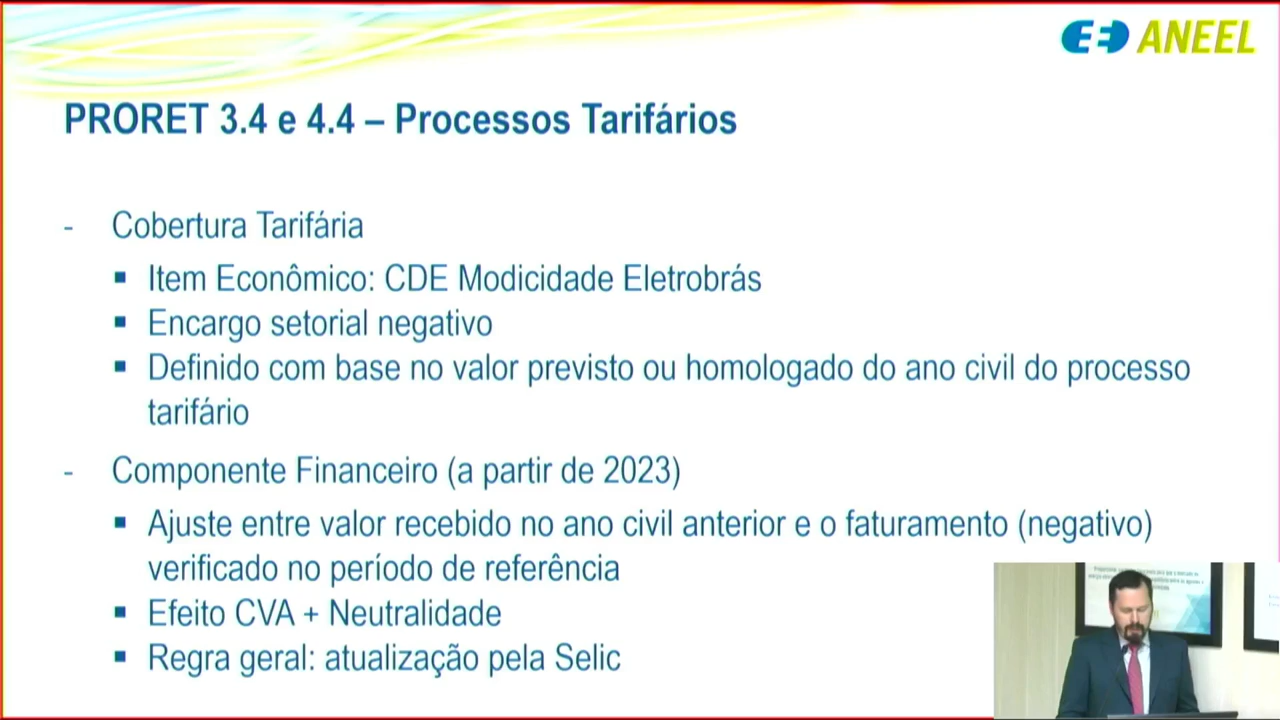 ANEEL
PRORET 3.4 e 4.4 – Processos Tarifários
- Cobertura Tarifária
▪ Item Econômico: CDE Modicidade Eletrobrás
▪ Encargo setorial negativo
▪ Definido com base no valor previsto ou homologado do ano civil do processo
tarifário
- Componente Financeiro (a partir de 2023)
▪ Ajuste entre valor recebido no ano civil anterior e o faturamento (negativo)
verificado no período de referência
▪ Efeito CVA + Neutralidade
▪ Regra geral: atualização pela Selic